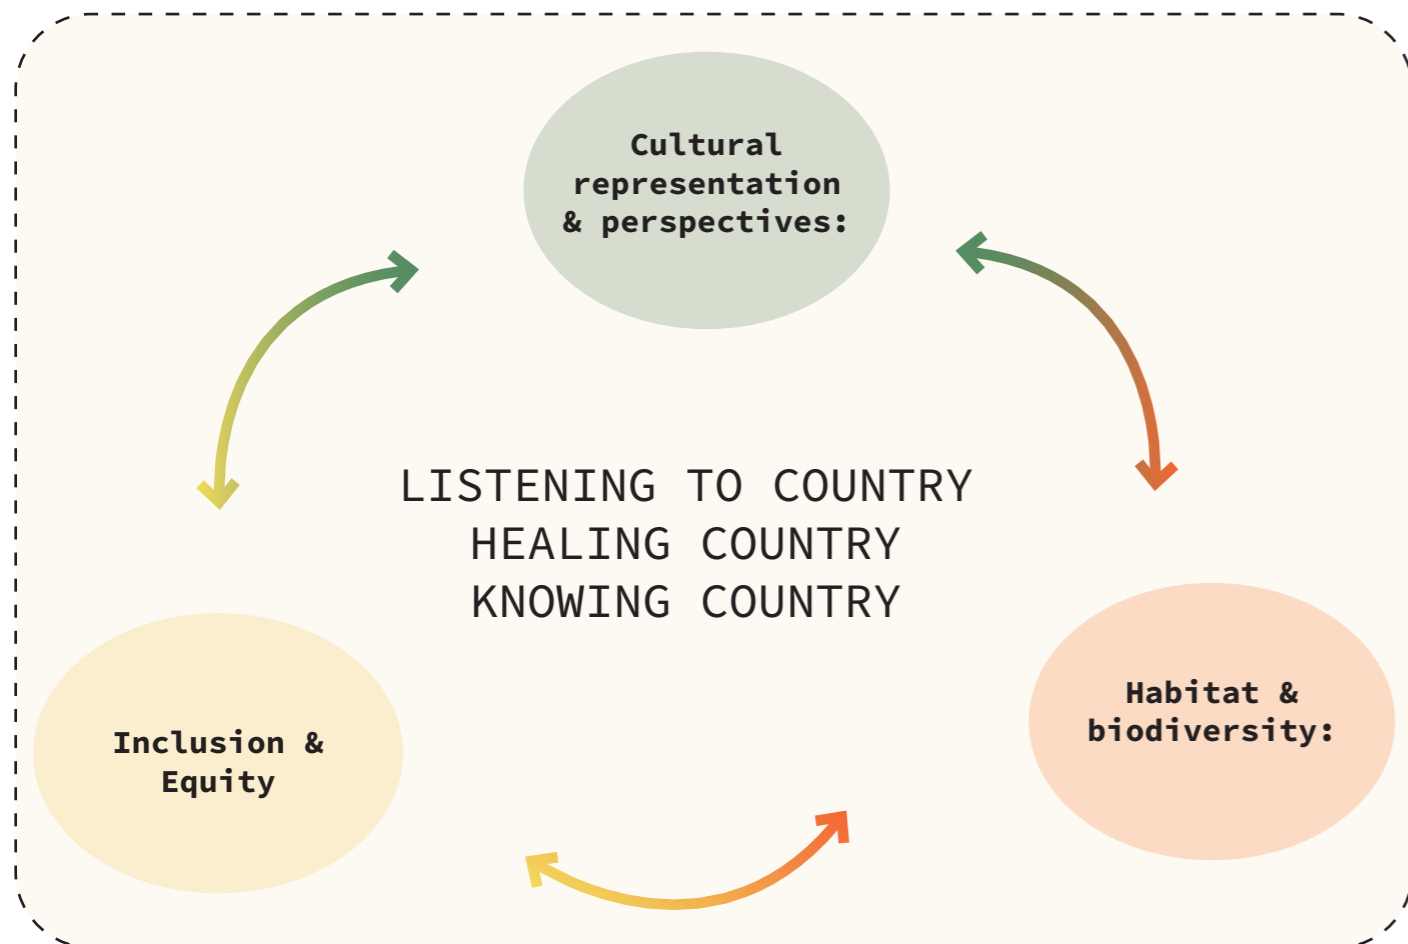 Cultural
representation
& perspectives:
LISTENING TO COUNTRY
HEALING COUNTRY
KNOWING COUNTRY
Inclusion &
Equity
Habitat &
biodiversity: